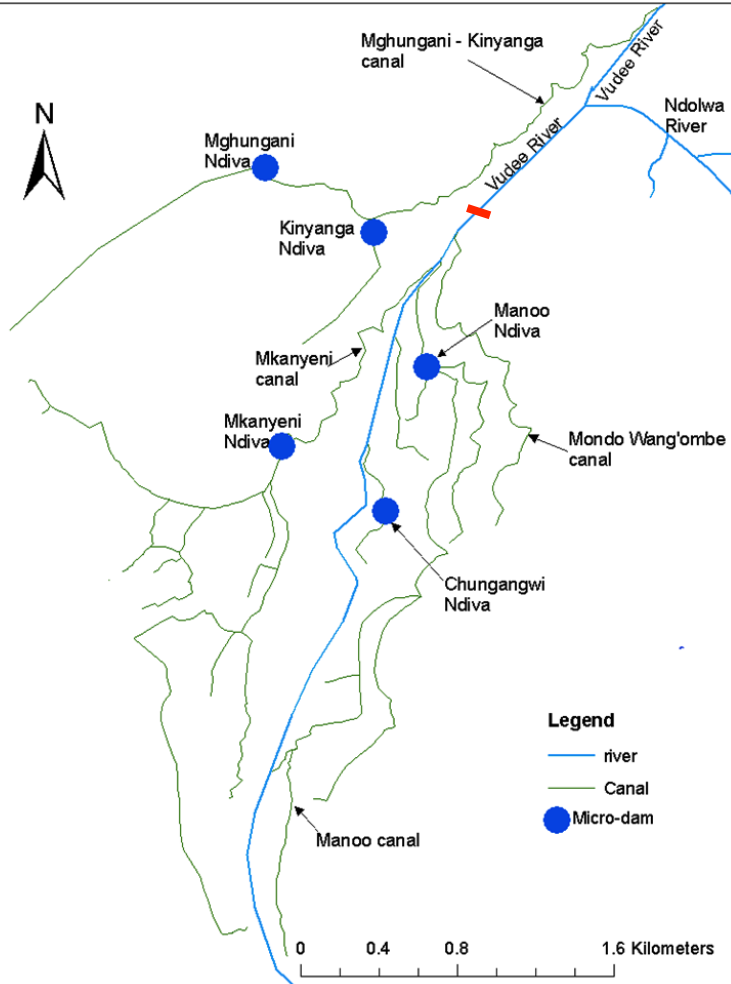 Mghungani - Kinyanga
canal
Vudee River
Ndolwa
River
N
Mghungani
Ndiva
Vudee River
Kinyanga
Ndiva
Manoo
Ndiva
Mkanyeni
canal
Mkanyeni
Ndiva
Mondo Wang'ombe
canal
Chungangwi
Ndiva
Legend
river
Canal
Micro-dam
Manoo canal
0 0.4 0.8 1.6 Kilometers